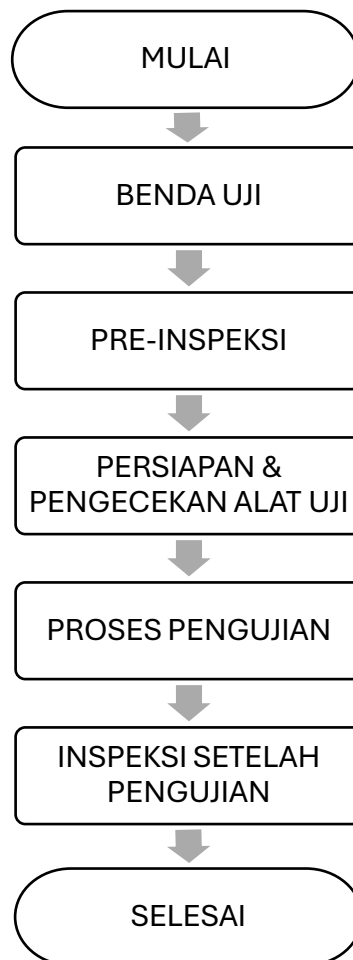 MULAI
BENDA UJI
PRE-INSPEKSI
PERSIAPAN &
PENGECEKAN ALAT UJI
PROSES PENGUJIAN
INSPEKSI SETELAH
PENGUJIAN
SELESAI